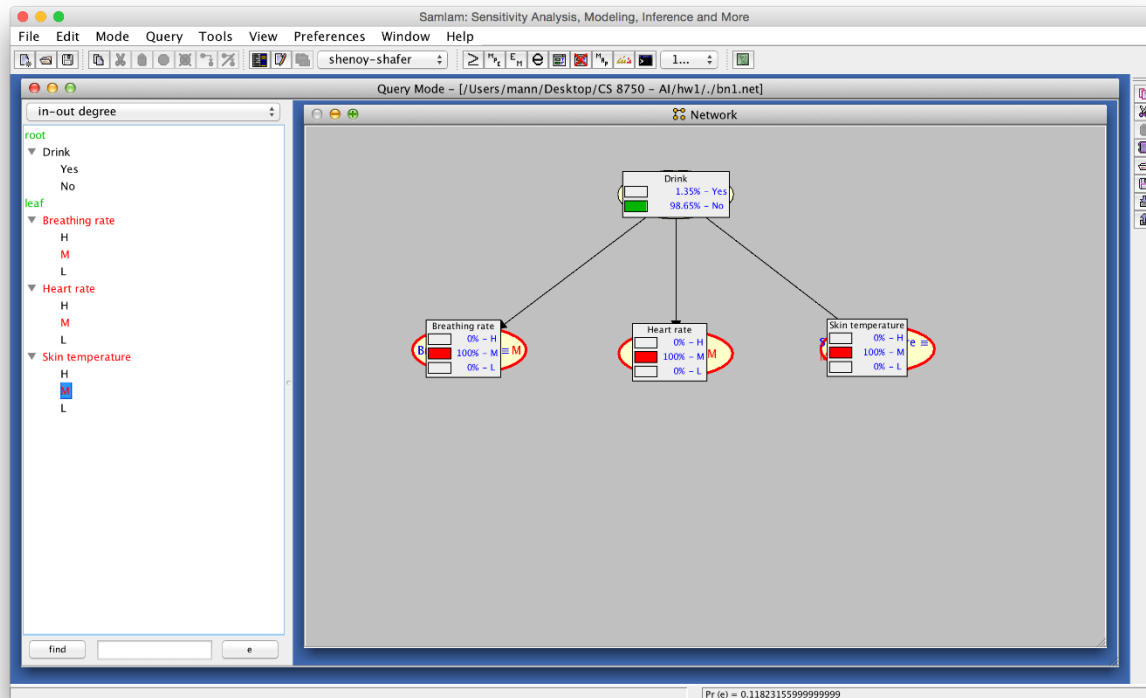 Samlam: Sensitivity Analysis, Modeling, Inference and More
File Edit Mode Query Tools View Preferences Window Help
shenoy-shafer
1...
Query Mode - [/Users/mann/Desktop/CS 8750 - AI/hw1/./bn1.net]
in-out degree
root
Drink
Yes
No
leaf
Breathing rate
H
M
L
Heart rate
H
M
L
Skin temperature
H
M
L
find
e
Network
Drink
1.35% - Yes
98.65% - No
Breathing rate
0% - H
100% - M
0% - L
B ≡ M
Heart rate
0% - H
100% - M
0% - L
M
Skin temperature
0% - H
100% - M
0% - L
e ≡
Pr (e) = 0.11823155999999999